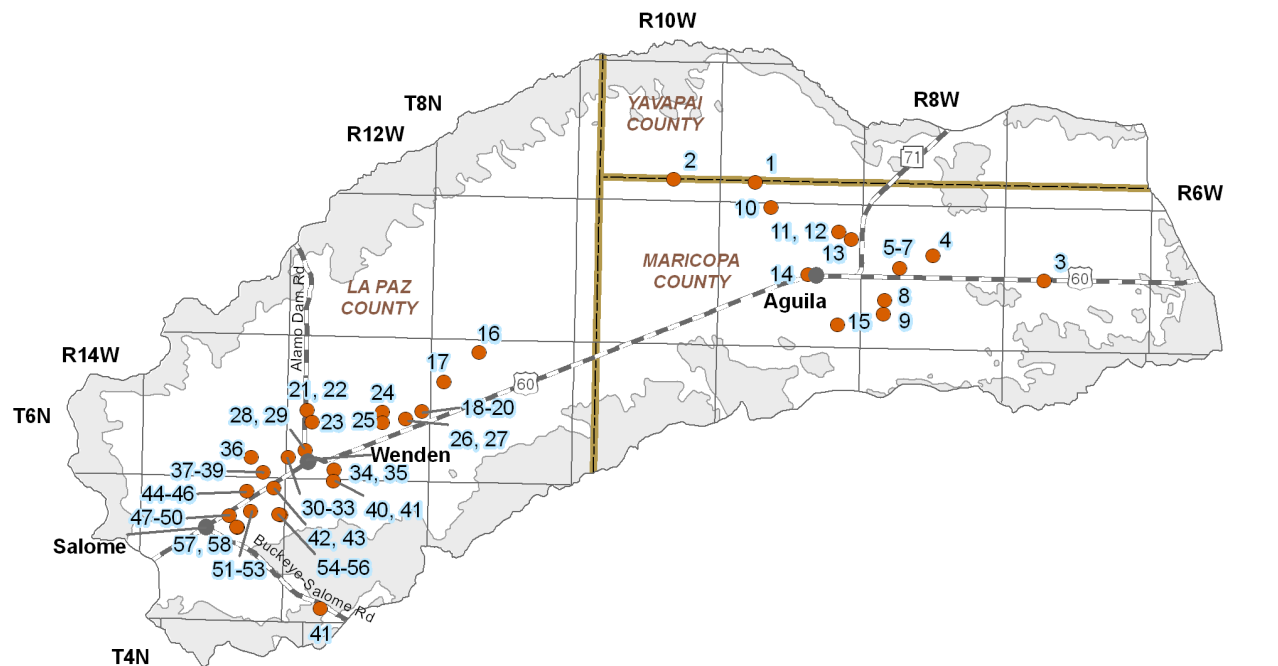 R10W
T8N
R12W
YAVAPAI
COUNTY
R8W
71
2
1
R6W
10
11, 12
13
5-7
4
3
60
MARICOPA
COUNTY
14
Aguila
8
9
15
Alamo Dam Rd
LA PAZ
COUNTY
16
17
60
R14W
T6N
21, 22
24
28, 29
23
25
18-20
26, 27
36
Wenden
37-39
34, 35
44-46
30-33
40, 41
47-50
42, 43
Salome
57, 58
51-53
54-56
Buckeye-Salome Rd
41
T4N